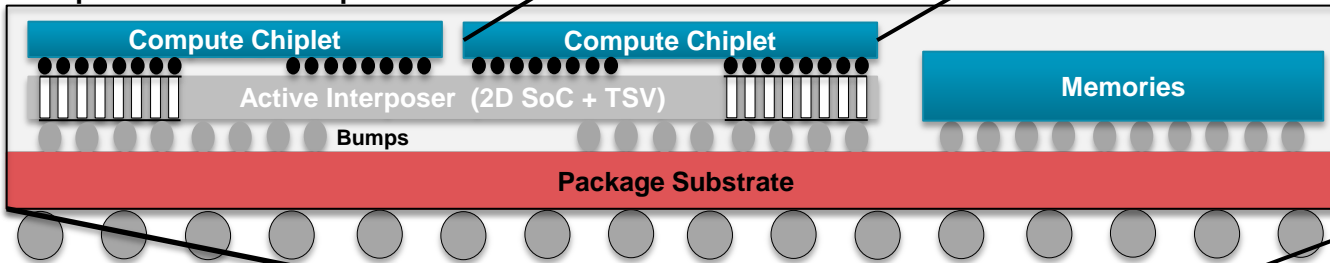 Compute Chiplet
Compute Chiplet
Memories
Active Interposer (2D SoC + TSV)
Bumps
Package Substrate